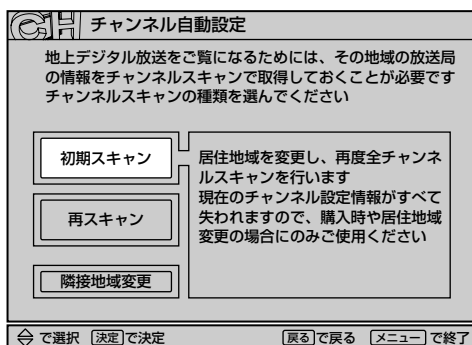 CH チャンネル自動設定
地上デジタル放送をご覧になるためには、その地域の放送局
の情報をチャンネルスキャンで取得しておくことが必要です
チャンネルスキャンの種類を選んでください
初期スキャン
再スキャン
隣接地域変更
居住地域を変更し、再度全チャンネ
ルスキャンを行います
現在のチャンネル設定情報がすべて
失われますので、購入時や居住地域
変更の場合にのみご使用ください
で選択 決定で決定 戻るで戻る メニューで終了